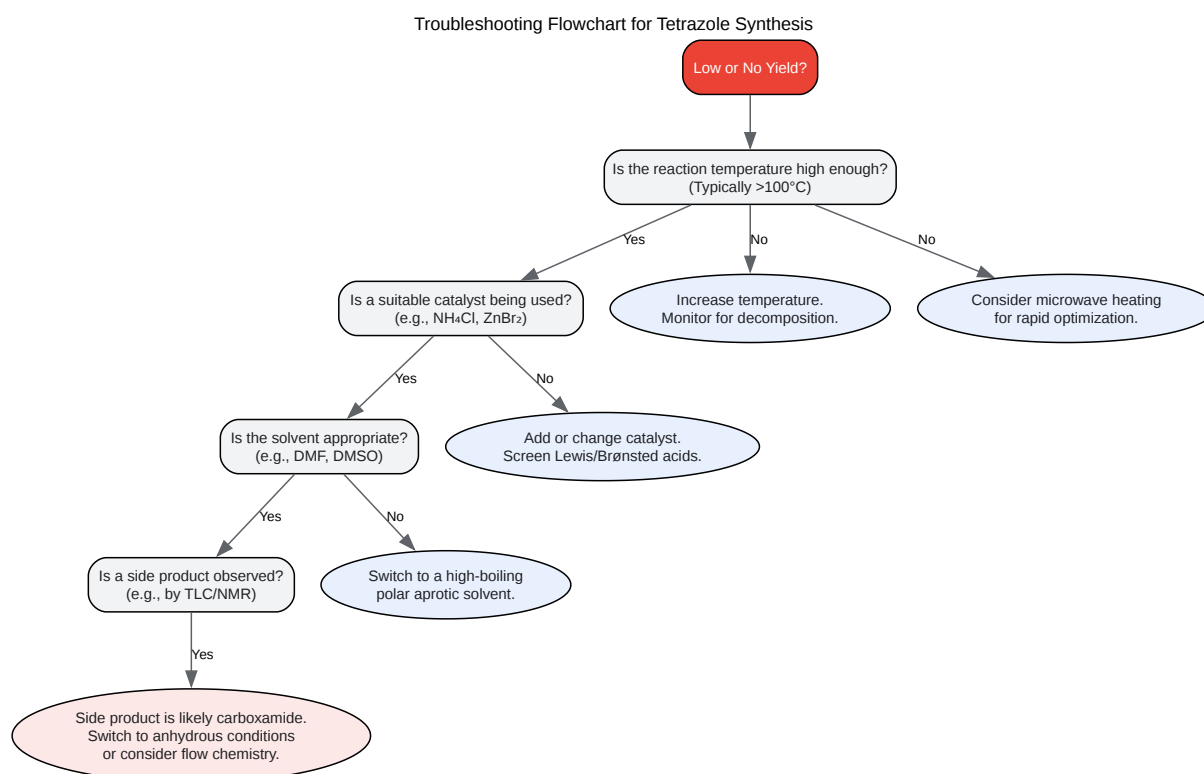 Troubleshooting Flowchart for Tetrazole Synthesis
Low or No Yield?
Is the reaction temperature high enough?
(Typically >100°C)
Yes
No
No
Is a suitable catalyst being used?
(e.g., NH₄Cl, ZnBr₂)
Increase temperature.
Monitor for decomposition.
Consider microwave heating
for rapid optimization.
Yes
No
Is the solvent appropriate?
(e.g., DMF, DMSO)
Add or change catalyst.
Screen Lewis/Brønsted acids.
Yes
No
Is a side product observed?
(e.g., by TLC/NMR)
Switch to a high-boiling
polar aprotic solvent.
Yes
Side product is likely carboxamide.
Switch to anhydrous conditions
or consider flow chemistry.